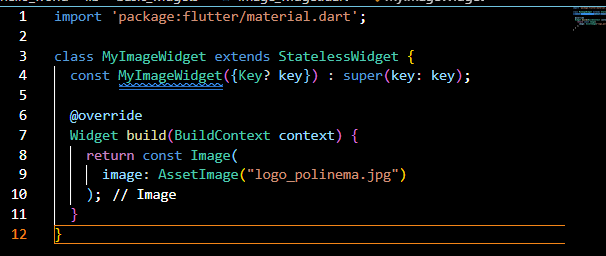 1 import 'package:flutter/material.dart';
2
3 class MyImageWidget extends StatelessWidget {
4 const MyImageWidget({Key? key}) : super(key: key);
5
6 @override
7 Widget build(BuildContext context) {
8 return const Image(
9 image: AssetImage("logo_polinema.jpg")
10 ); // Image
11 }
12 }